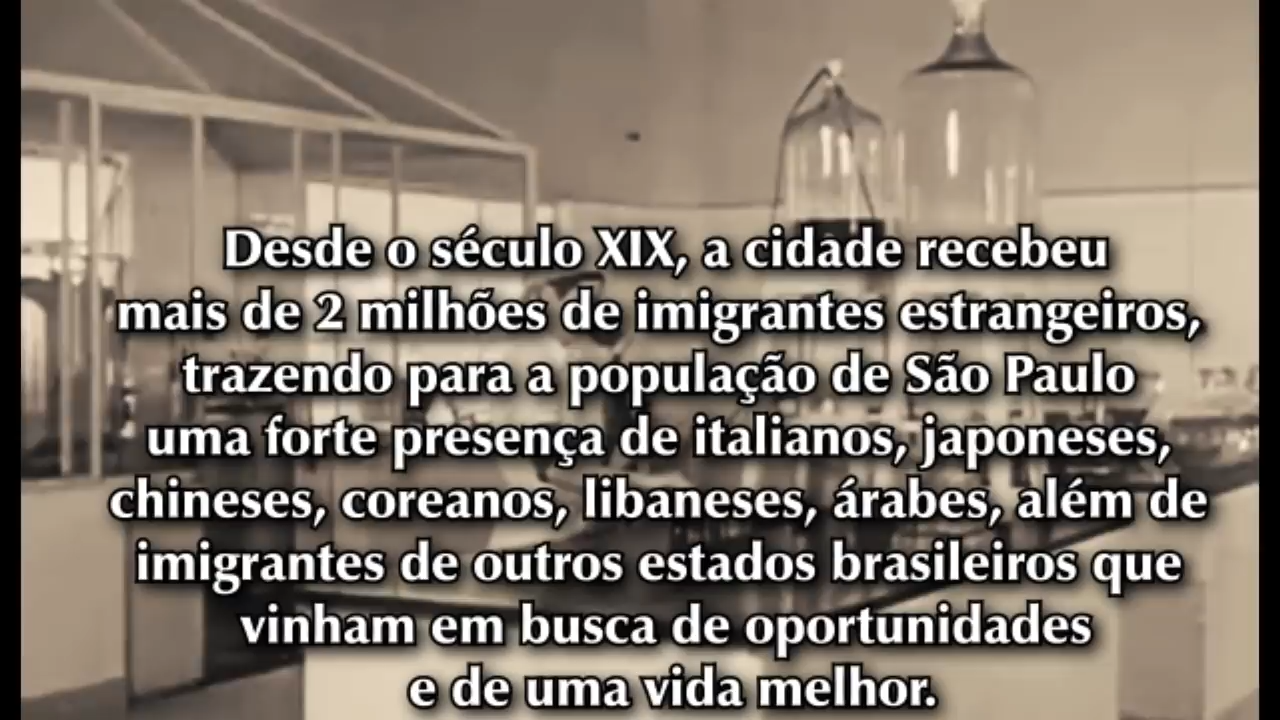 Desde o século XIX, a cidade recebeu
mais de 2 milhões de imigrantes estrangeiros,
trazendo para a população de São Paulo
uma forte presença de italianos, japoneses,
chineses, coreanos, libaneses, árabes, além de
imigrantes de outros estados brasileiros que
vinham em busca de oportunidades
e de uma vida melhor.